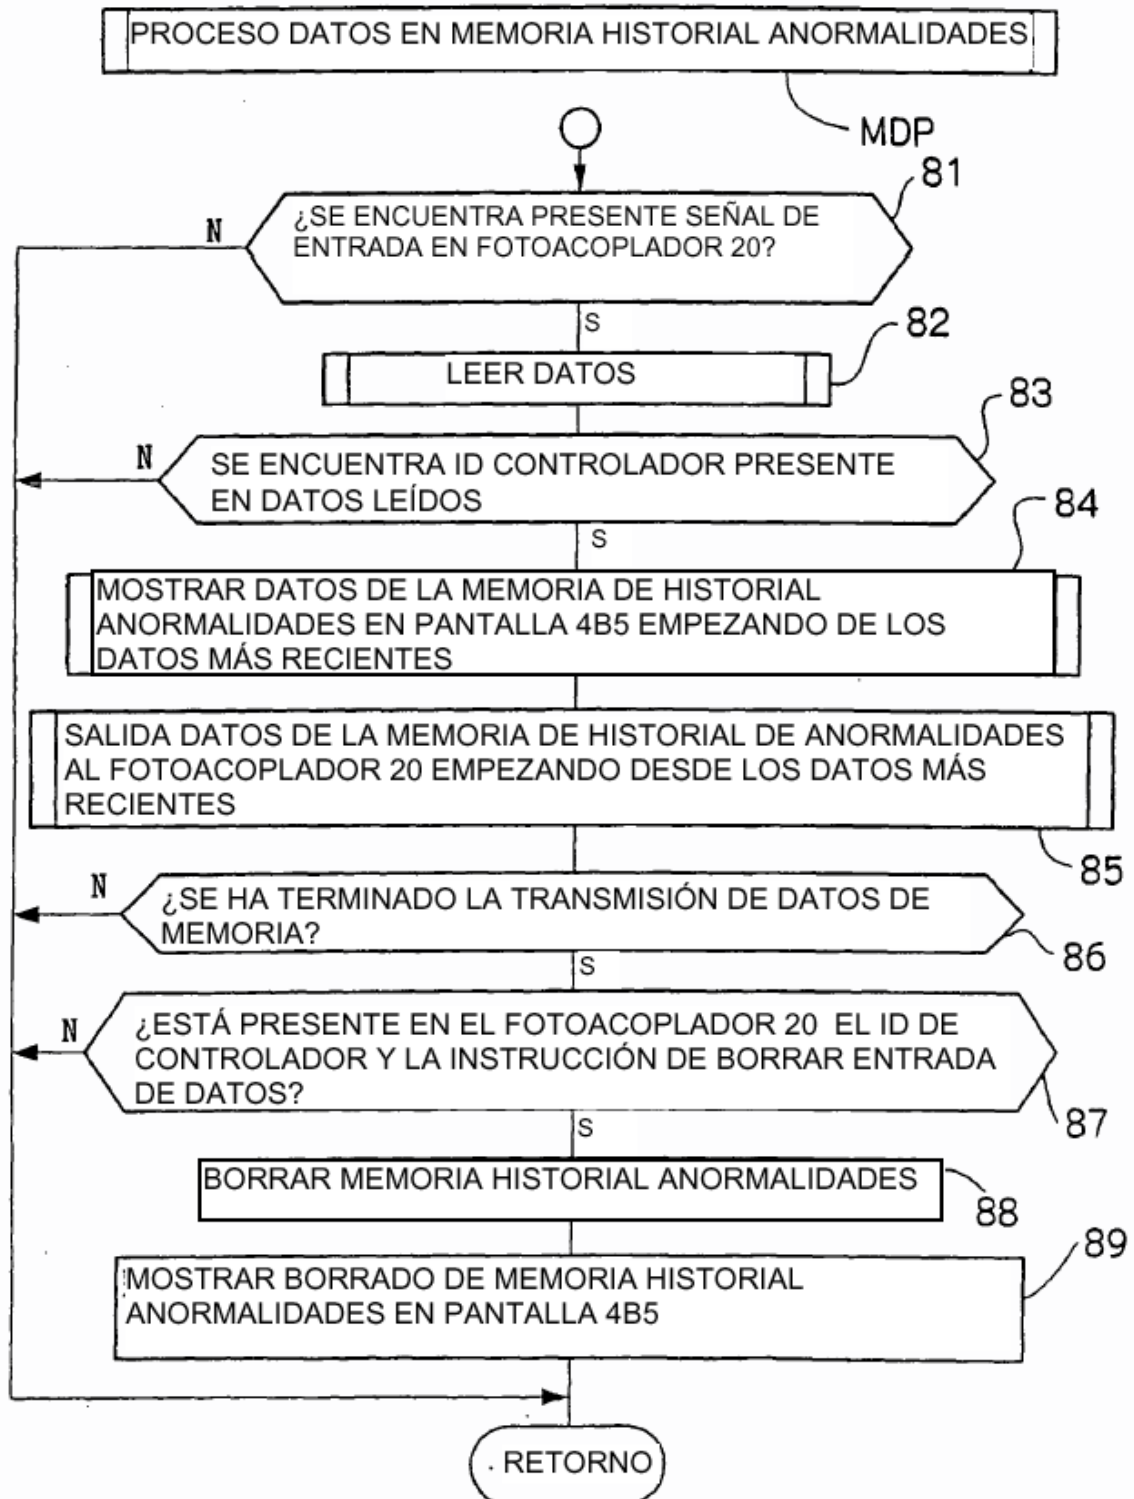 PROCESO DATOS EN MEMORIA HISTORIAL ANORMALIDADES
MDP
81
¿SE ENCUENTRA PRESENTE SEÑAL DE
ENTRADA EN FOTOACOPLADOR 20?
N
S
82
LEER DATOS
83
N
SE ENCUENTRA ID CONTROLADOR PRESENTE
EN DATOS LEÍDOS
S
84
MOSTRAR DATOS DE LA MEMORIA DE HISTORIAL
ANORMALIDADES EN PANTALLA 4B5 EMPEZANDO DE LOS
DATOS MÁS RECIENTES
SALIDA DATOS DE LA MEMORIA DE HISTORIAL DE ANORMALIDADES
AL FOTOACOPLADOR 20 EMPEZANDO DESDE LOS DATOS MÁS
RECIENTES
85
N
¿SE HA TERMINADO LA TRANSMISIÓN DE DATOS DE
MEMORIA?
86
S
N
¿ESTÁ PRESENTE EN EL FOTOACOPLADOR 20 EL ID DE
CONTROLADOR Y LA INSTRUCCIÓN DE BORRAR ENTRADA
DE DATOS?
87
S
BORRAR MEMORIA HISTORIAL ANORMALIDADES
88
89
MOSTRAR BORRADO DE MEMORIA HISTORIAL
ANORMALIDADES EN PANTALLA 4B5
RETORNO